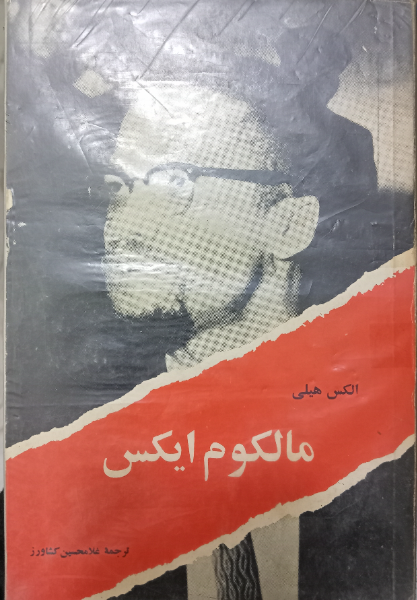 الکس هیلی
مالکوم ایکس
ترجمهٔ غلامحسین کشاورز